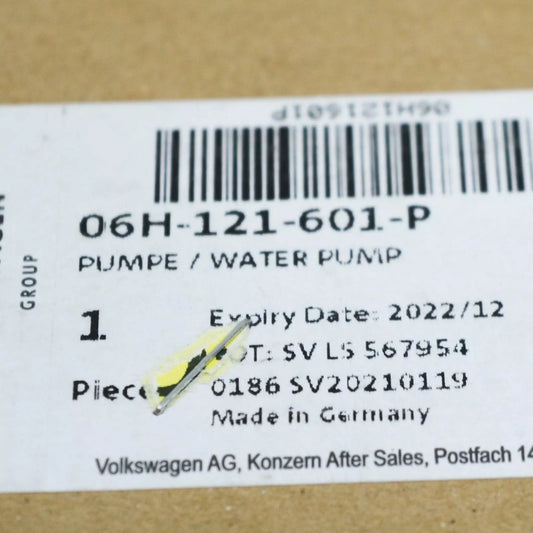 06H121601P
06H-121-601-P
PUMPE / WATER PUMP
GROUP
1
Expiry Date: 2022/12
SV LS 567954
0186 SV20210119
Made in Germany
Volkswagen AG, Konzern After Sales, Postfach 14